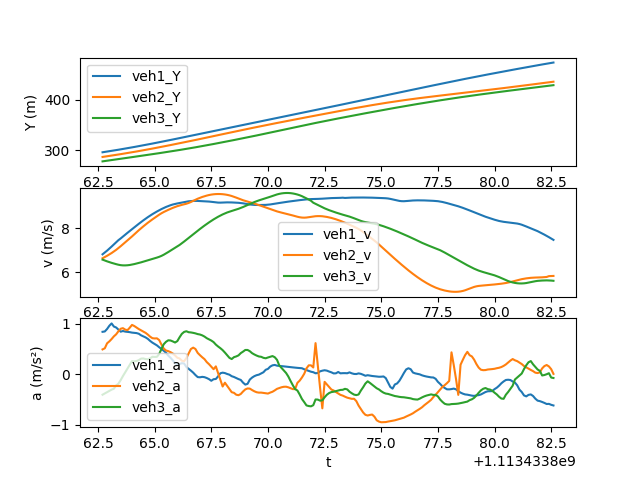 veh1_Y
veh2_Y
veh3_Y
Y (m)
400
300
62.5 65.0 67.5 70.0 72.5 75.0 77.5 80.0 82.5
veh1_v
veh2_v
veh3_v
v (m/s)
8
6
62.5 65.0 67.5 70.0 72.5 75.0 77.5 80.0 82.5
veh1_a
veh2_a
veh3_a
a (m/s²)
1
0
−1
62.5 65.0 67.5 70.0 72.5 75.0 77.5 80.0 82.5
t
+1.1134338e9